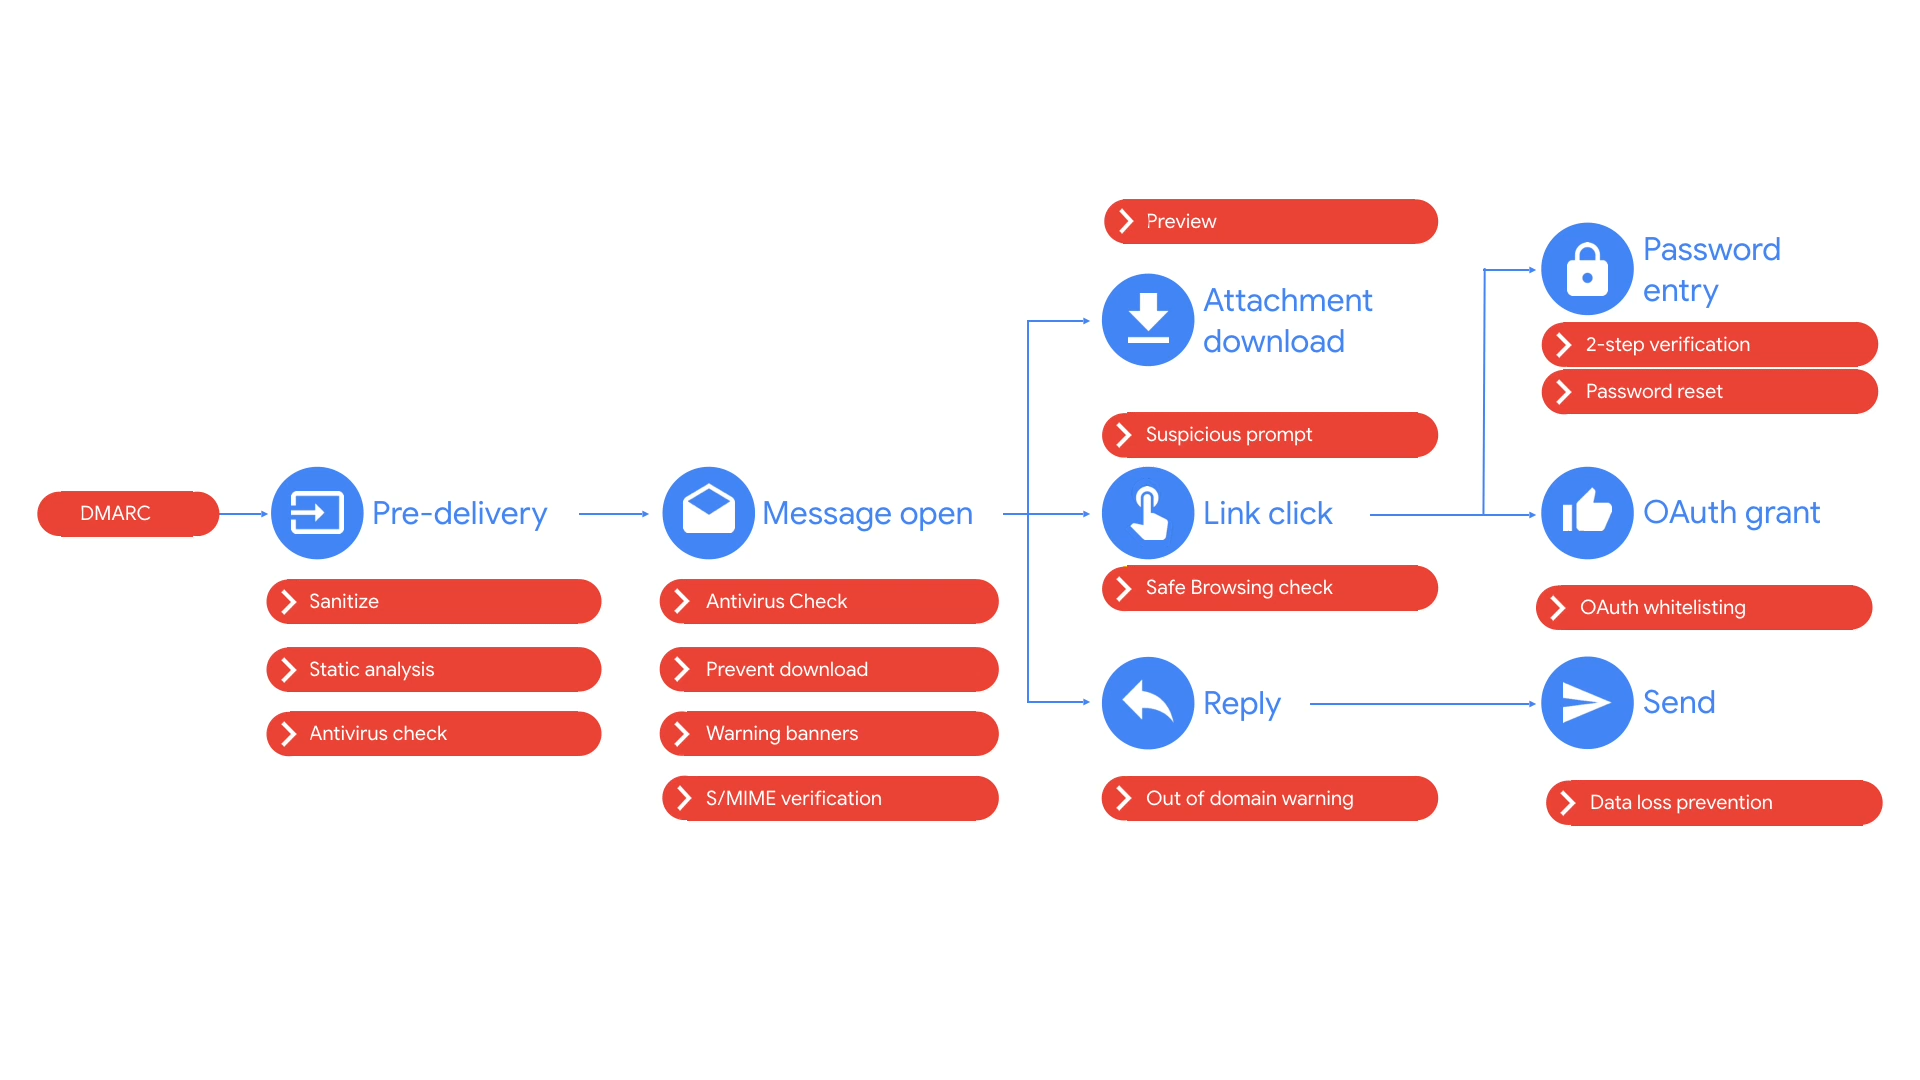 DMARC
Pre-delivery
Sanitize
Static analysis
Antivirus check
Message open
Antivirus Check
Prevent download
Warning banners
S/MIME verification
Preview
Attachment
download
Suspicious prompt
Link click
Safe Browsing check
Reply
Out of domain warning
Password
entry
2-step verification
Password reset
OAuth grant
OAuth whitelisting
Send
Data loss prevention